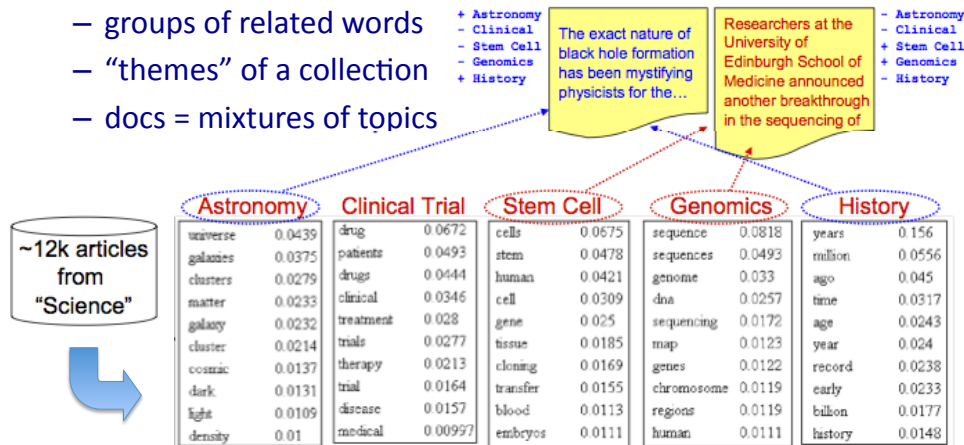 – groups of related words
– "themes" of a collection
– docs = mixtures of topics
+ Astronomy
- Clinical
- Stem Cell
- Genomics
+ History
The exact nature of
black hole formation
has been mystifying
physicists for the...
Researchers at the
University of
Edinburgh School of
Medicine announced
another breakthrough
in the sequencing of
- Astronomy
- Clinical
+ Stem Cell
+ Genomics
- History
~12k articles
from
"Science"
Astronomy
universe 0.0439
galaxies 0.0375
clusters 0.0279
matter 0.0233
galaxy 0.0232
cluster 0.0214
cosmic 0.0137
dark 0.0131
light 0.0109
density 0.01
Clinical Trial
drug 0.0672
patients 0.0493
drugs 0.0444
clinical 0.0346
treatment 0.028
trials 0.0277
therapy 0.0213
trial 0.0164
disease 0.0157
medical 0.00997
Stem Cell
cells 0.0675
stem 0.0478
human 0.0421
cell 0.0309
gene 0.025
tissue 0.0185
cloning 0.0169
transfer 0.0155
blood 0.0113
embryos 0.0111
Genomics
sequence 0.0818
sequences 0.0493
genome 0.033
dna 0.0257
sequencing 0.0172
map 0.0123
genes 0.0122
chromosome 0.0119
regions 0.0119
human 0.0111
History
years 0.156
million 0.0556
ago 0.045
time 0.0317
age 0.0243
year 0.024
record 0.0238
early 0.0233
billion 0.0177
history 0.0148